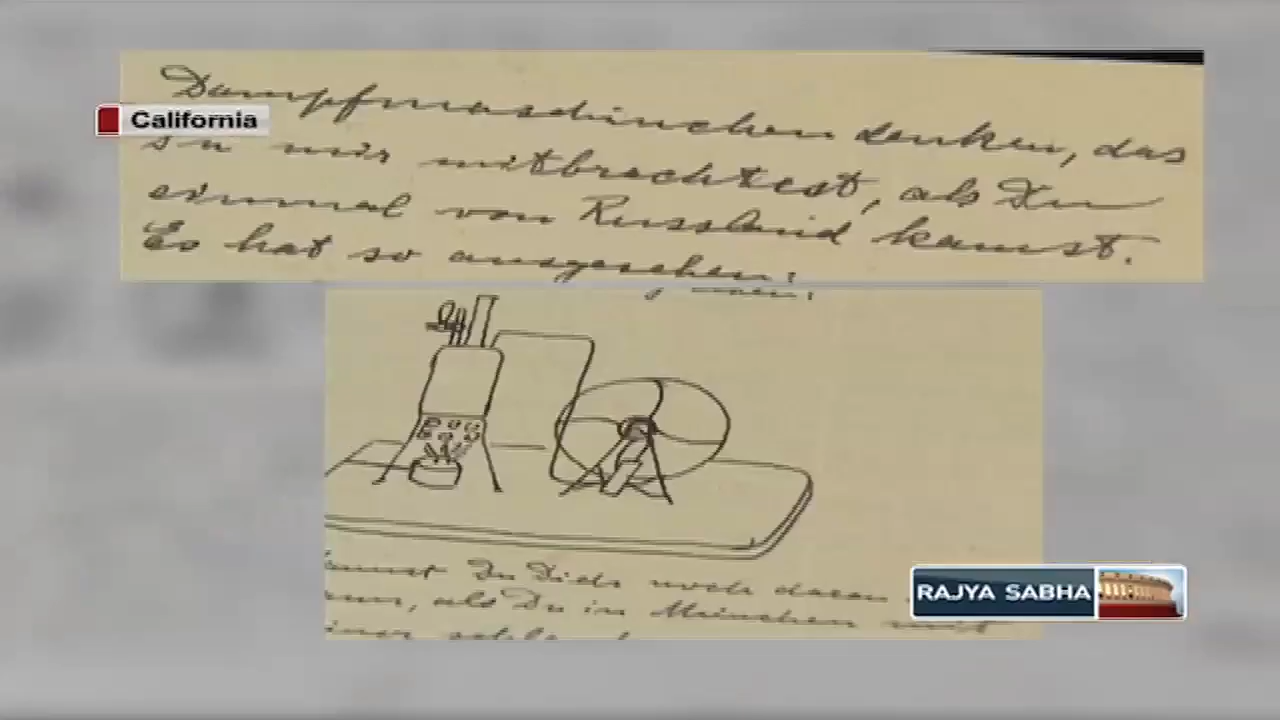 Dampfmaschinchen denken, das
California
Du mir mitbrachtest, als Du
einmal von Russland kamst.
Es hat so ausgesehen:
Du Dich noch daran
als Du in München mit
RAJYA SABHA